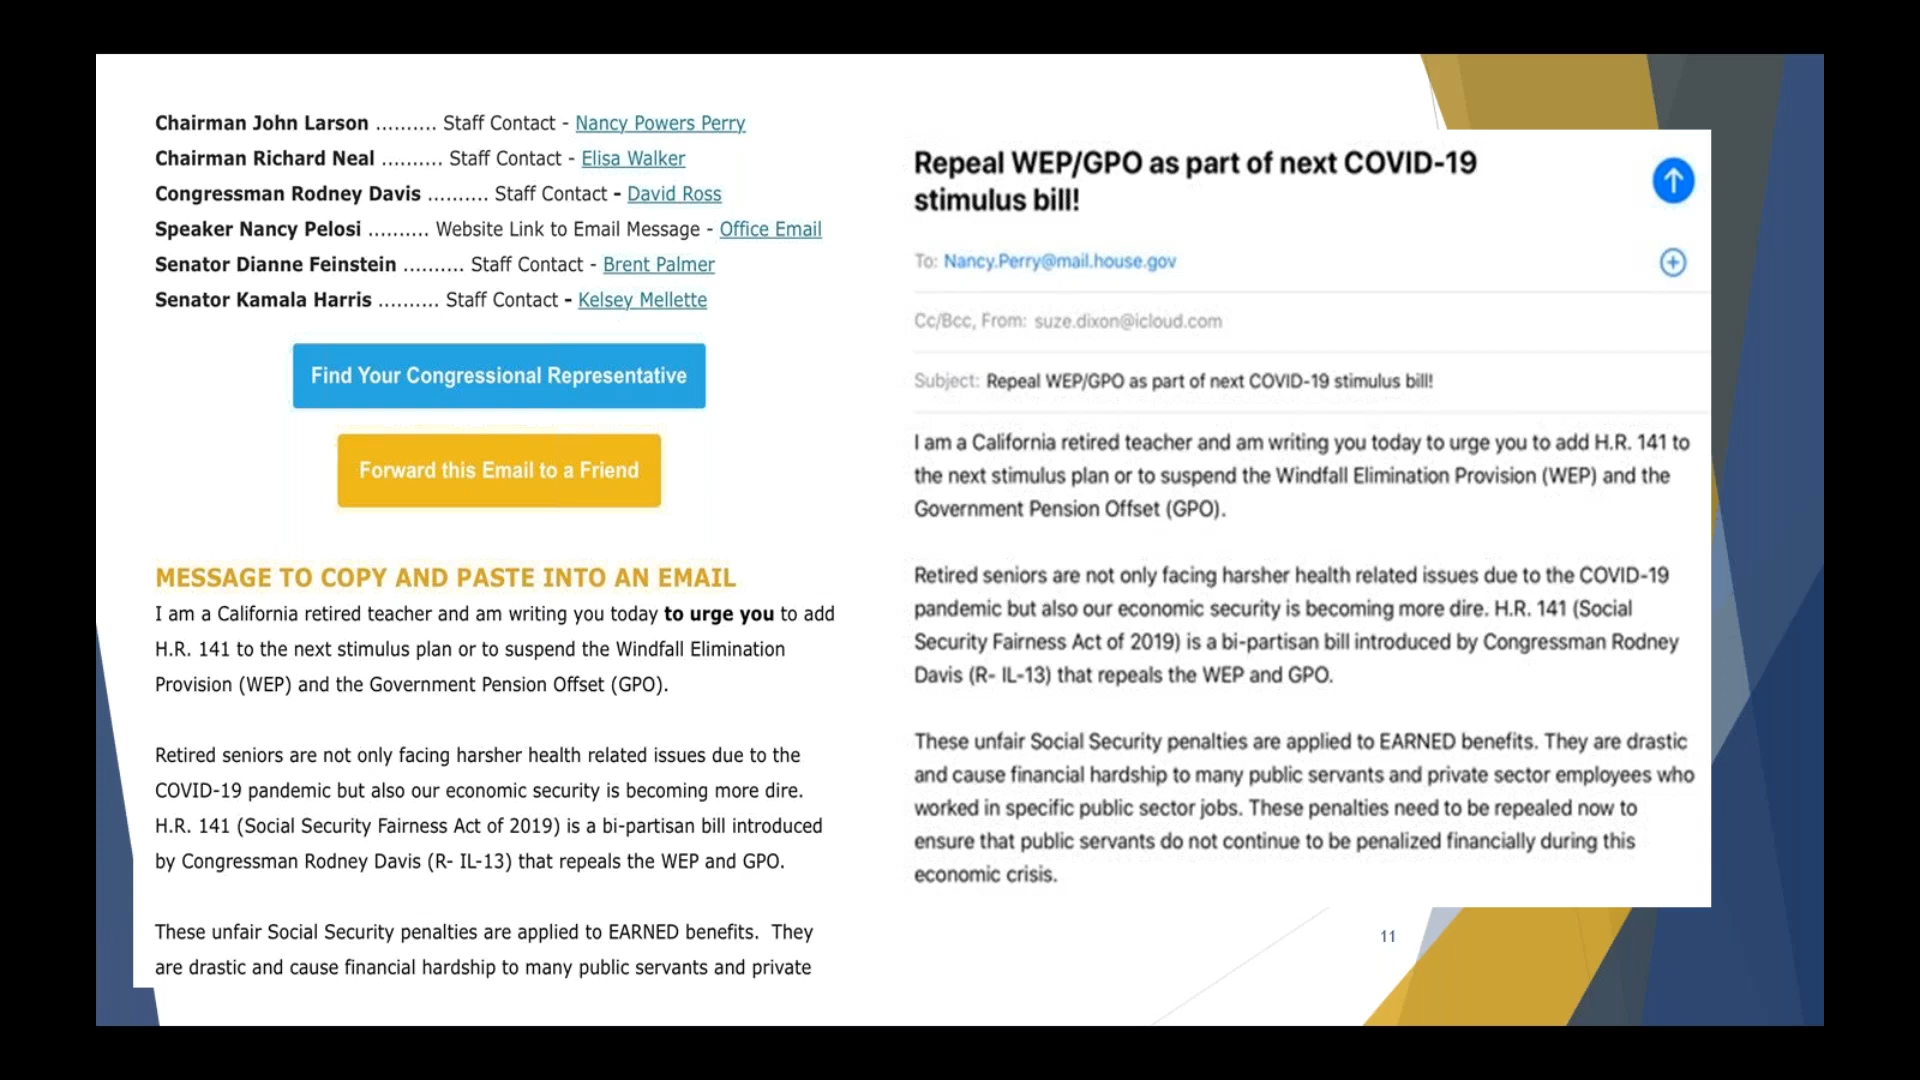 Chairman John Larson .......... Staff Contact - Nancy Powers Perry
Chairman Richard Neal .......... Staff Contact - Elisa Walker
Congressman Rodney Davis .......... Staff Contact - David Ross
Speaker Nancy Pelosi .......... Website Link to Email Message - Office Email
Senator Dianne Feinstein .......... Staff Contact - Brent Palmer
Senator Kamala Harris .......... Staff Contact - Kelsey Mellette
Find Your Congressional Representative
Forward this Email to a Friend
MESSAGE TO COPY AND PASTE INTO AN EMAIL
I am a California retired teacher and am writing you today to urge you to add
H.R. 141 to the next stimulus plan or to suspend the Windfall Elimination
Provision (WEP) and the Government Pension Offset (GPO).
Retired seniors are not only facing harsher health related issues due to the
COVID-19 pandemic but also our economic security is becoming more dire.
H.R. 141 (Social Security Fairness Act of 2019) is a bi-partisan bill introduced
by Congressman Rodney Davis (R- IL-13) that repeals the WEP and GPO.
These unfair Social Security penalties are applied to EARNED benefits.  They
are drastic and cause financial hardship to many public servants and private
Repeal WEP/GPO as part of next COVID-19
stimulus bill!
To: Nancy.Perry@mail.house.gov
Cc/Bcc, From: suze.dixon@icloud.com
Subject: Repeal WEP/GPO as part of next COVID-19 stimulus bill!
I am a California retired teacher and am writing you today to urge you to add H.R. 141 to
the next stimulus plan or to suspend the Windfall Elimination Provision (WEP) and the
Government Pension Offset (GPO).
Retired seniors are not only facing harsher health related issues due to the COVID-19
pandemic but also our economic security is becoming more dire. H.R. 141 (Social
Security Fairness Act of 2019) is a bi-partisan bill introduced by Congressman Rodney
Davis (R- IL-13) that repeals the WEP and GPO.
These unfair Social Security penalties are applied to EARNED benefits. They are drastic
and cause financial hardship to many public servants and private sector employees who
worked in specific public sector jobs. These penalties need to be repealed now to
ensure that public servants do not continue to be penalized financially during this
economic crisis.
11